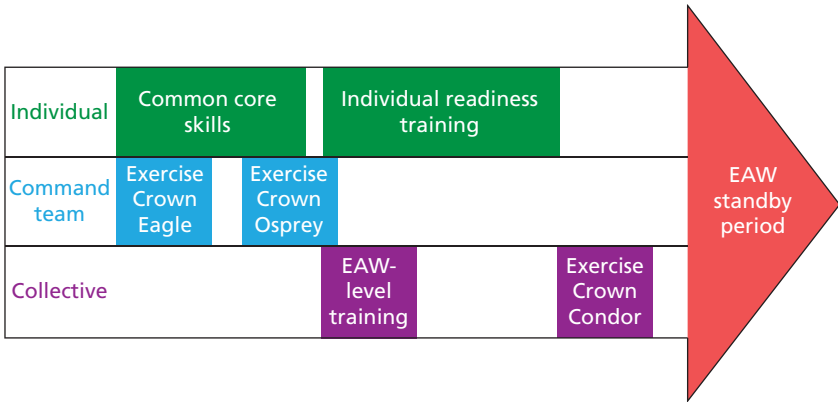 Individual
Common core
skills
Individual readiness
training
Command
team
Exercise
Crown
Eagle
Exercise
Crown
Osprey
EAW
standby
period
Collective
EAW-
level
training
Exercise
Crown
Condor